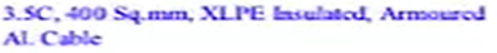 3.5C, 400 Sq.mm, XLPE Insulated, Armoured
AL Cable